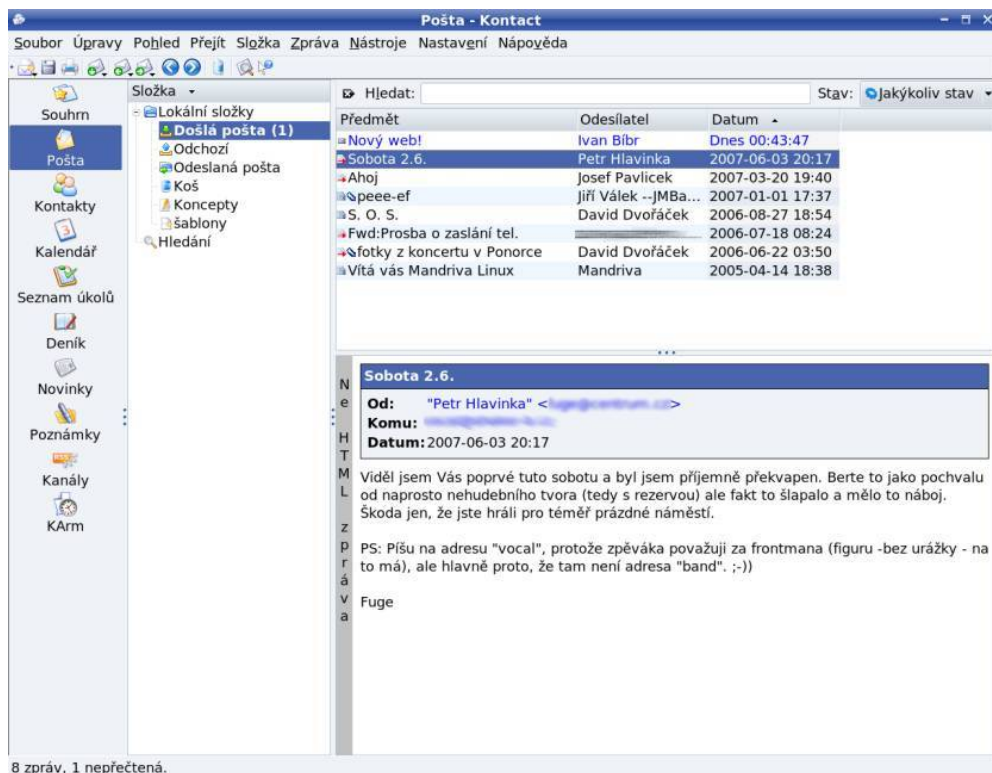 Pošta - Kontact
Soubor Úpravy Pohled Přejít Složka Zpráva Nástroje Nastavení Nápověda
Souhrn
Pošta
Kontakty
Kalendář
Seznam úkolů
Deník
Novinky
Poznámky
Kanály
KArm
Složka
Lokální složky
Došlá pošta (1)
Odchozí
Odeslaná pošta
Koš
Koncepty
šablony
Hledání
Hledat: Stav: Jakýkoliv stav
Předmět Odesílatel Datum
Nový web! Ivan Bíbr Dnes 00:43:47
Sobota 2.6. Petr Hlavinka 2007-06-03 20:17
Ahoj Josef Pavlicek 2007-03-20 19:40
peee-ef Jiří Válek --JMBa... 2007-01-01 17:37
S. O. S. David Dvořáček 2006-08-27 18:54
Fwd:Prosba o zaslání tel. 2006-07-18 08:24
fotky z koncertu v Ponorce David Dvořáček 2006-06-22 03:50
Vítá vás Mandriva Linux Mandriva 2005-04-14 18:38
Ne HTML zpráva
Sobota 2.6.
Od: "Petr Hlavinka" < >
Komu:
Datum: 2007-06-03 20:17
Viděl jsem Vás poprvé tuto sobotu a byl jsem příjemně překvapen. Berte to jako pochvalu
od naprosto nehudebního tvora (tedy s rezervou) ale fakt to šlapalo a mělo to náboj.
Škoda jen, že jste hráli pro téměř prázdné náměstí.
PS: Píšu na adresu "vocal", protože zpěváka považuji za frontmana (figuru -bez urážky - na
to má), ale hlavně proto, že tam není adresa "band". ;-))
Fuge
8 zpráv, 1 nepřečtená.